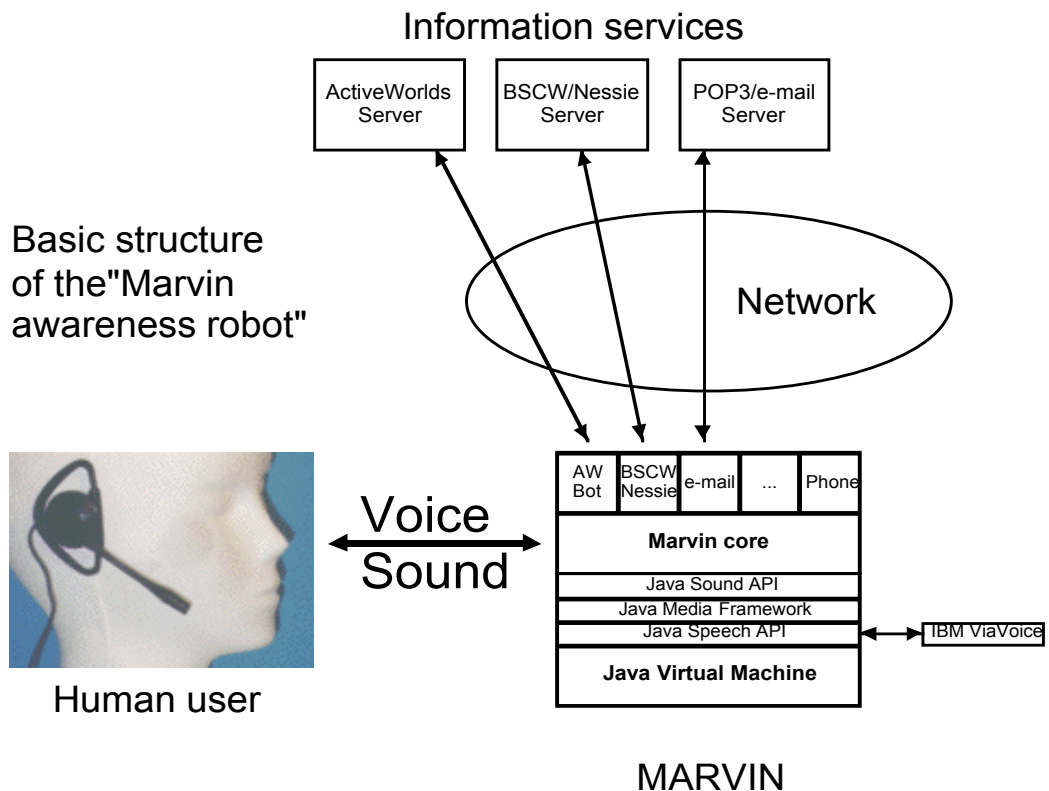 Information services
ActiveWorlds
Server
BSCW/Nessie
Server
POP3/e-mail
Server
Basic structure
of the"Marvin
awareness robot"
Network
AW
Bot
BSCW
Nessie
e-mail
...
Phone
Voice
Sound
Marvin core
Java Sound API
Java Media Framework
Java Speech API
IBM ViaVoice
Java Virtual Machine
Human user
MARVIN